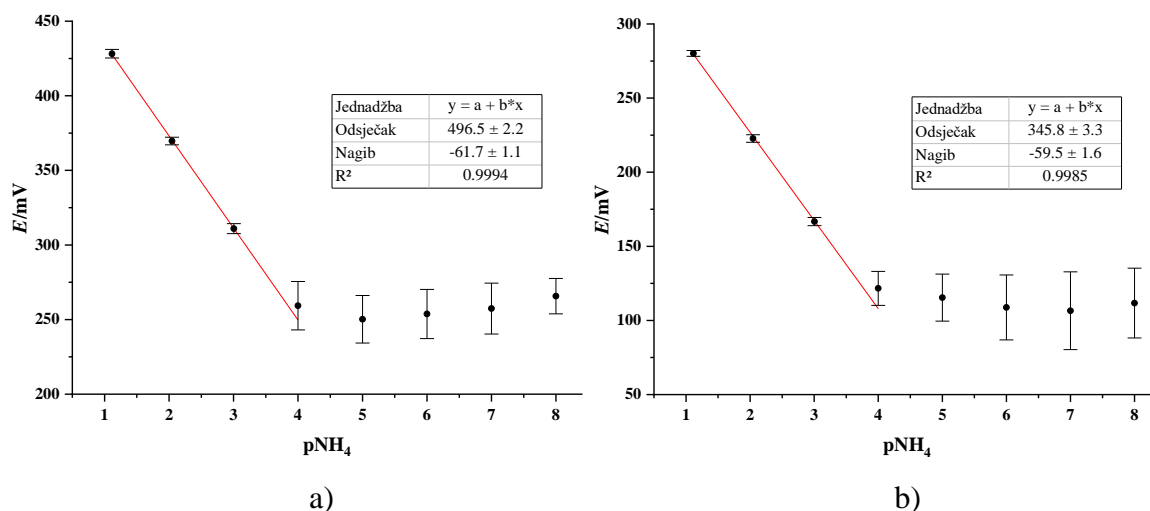 450
400
350
300
250
200
E/mV
1 2 3 4 5 6 7 8
pNH₄
Jednadžba y = a + b*x
Odsječak 496.5 ± 2.2
Nagib -61.7 ± 1.1
R² 0.9994
a)
300
250
200
150
100
50
E/mV
1 2 3 4 5 6 7 8
pNH₄
Jednadžba y = a + b*x
Odsječak 345.8 ± 3.3
Nagib -59.5 ± 1.6
R² 0.9985
b)